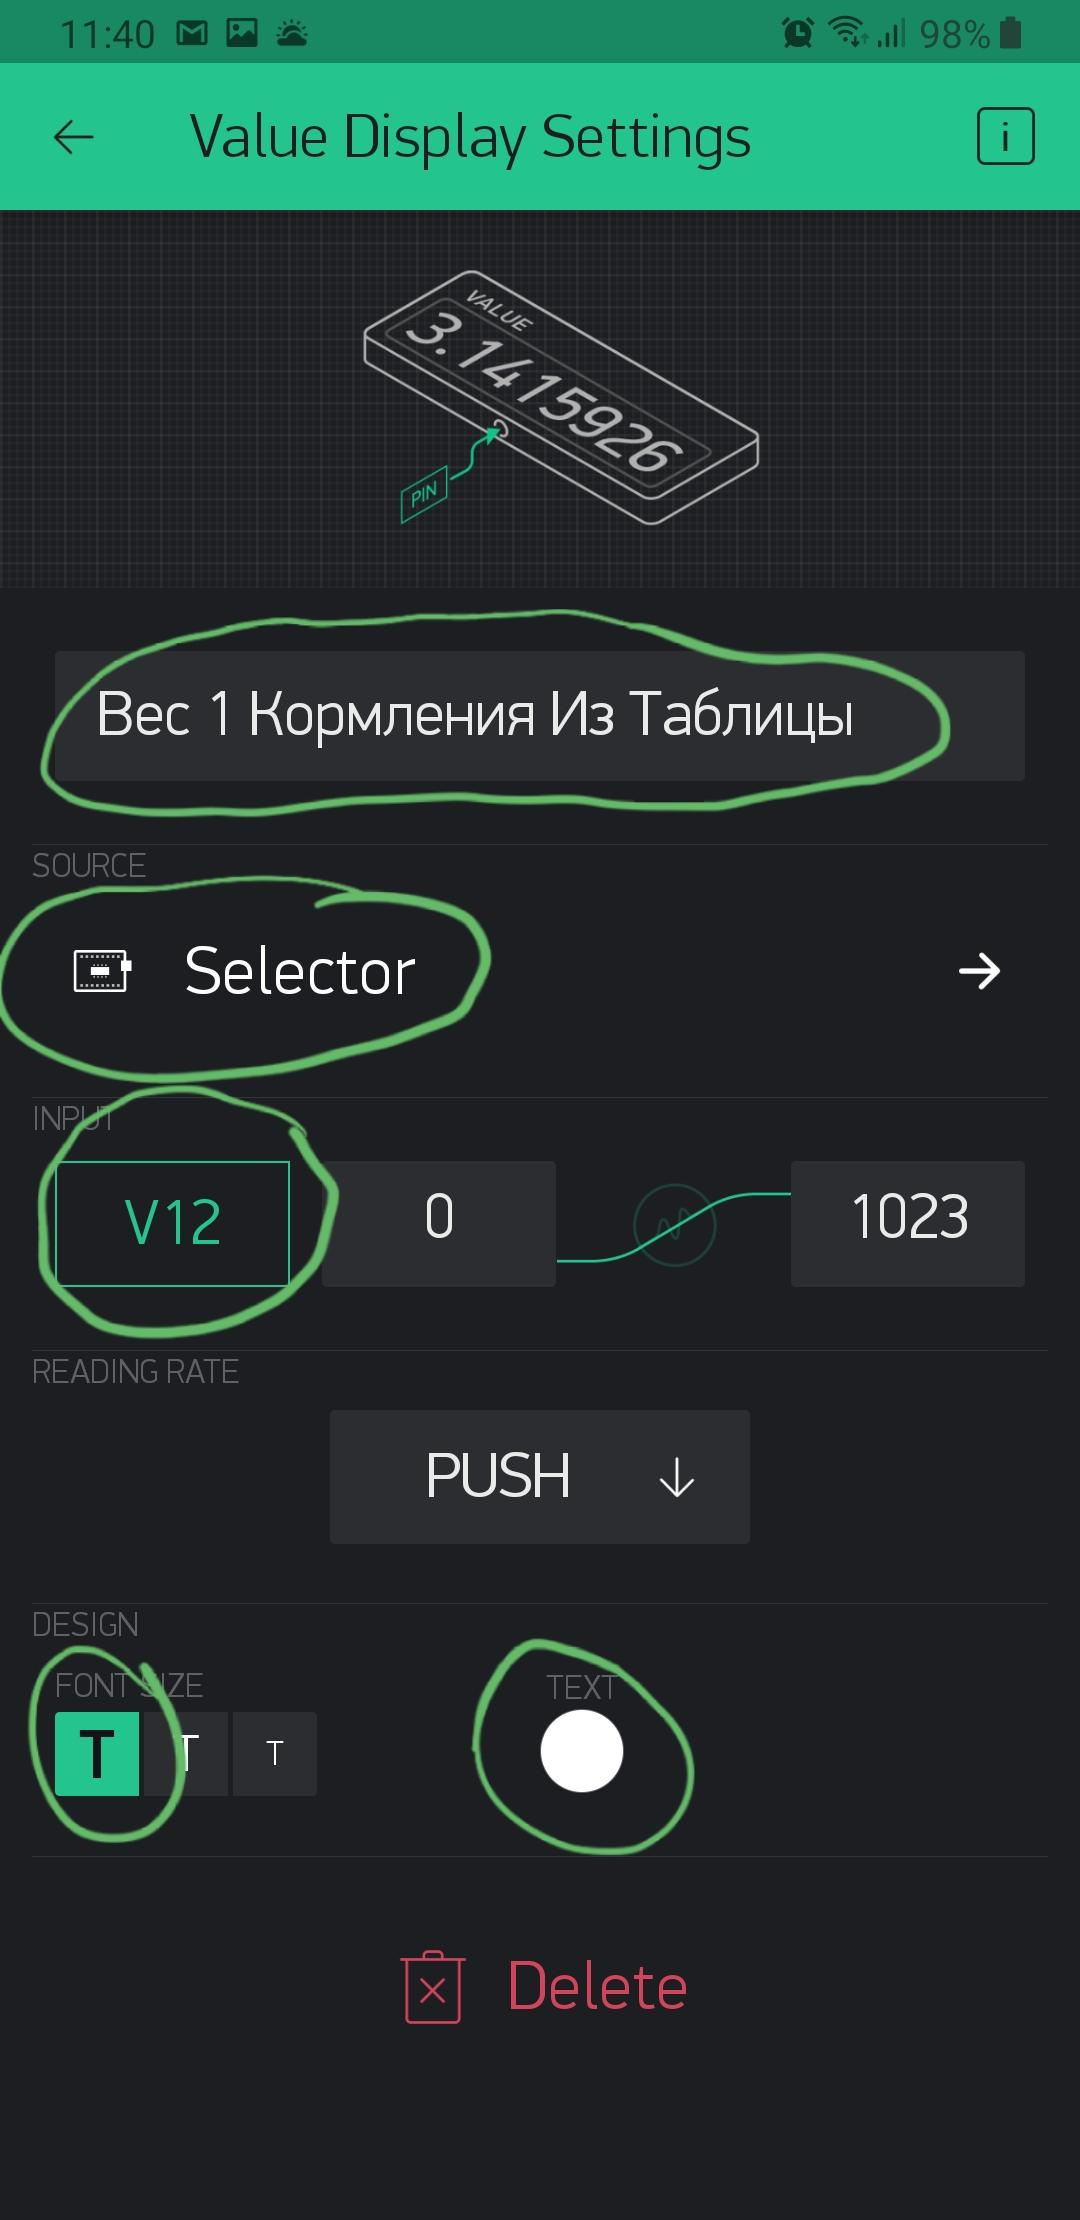 11:40 98%
Value Display Settings i
VALUE
3.1415926
PIN
Вес 1 Кормления Из Таблицы
SOURCE
Selector
INPUT
V12 0 1023
READING RATE
PUSH
DESIGN
FONT SIZE TEXT
T T T
Delete